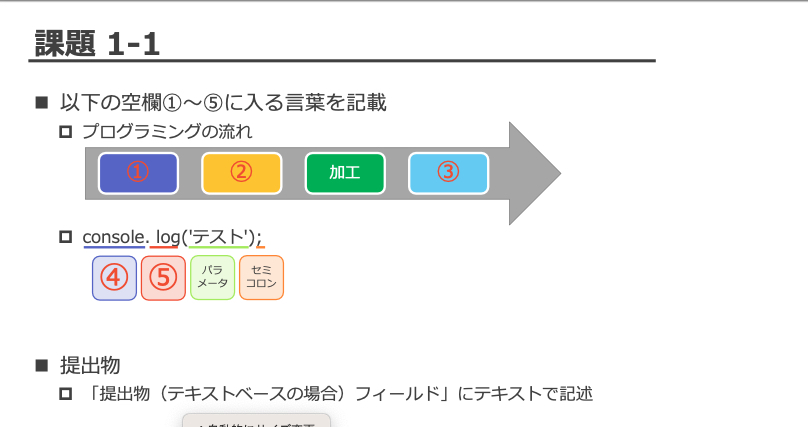 課題 1-1
■ 以下の空欄①～⑤に入る言葉を記載
プログラミングの流れ
① ② 加工 ③
console. log('テスト');
④ ⑤ パラメータ セミコロン
■ 提出物
「提出物（テキストベースの場合）フィールド」にテキストで記述